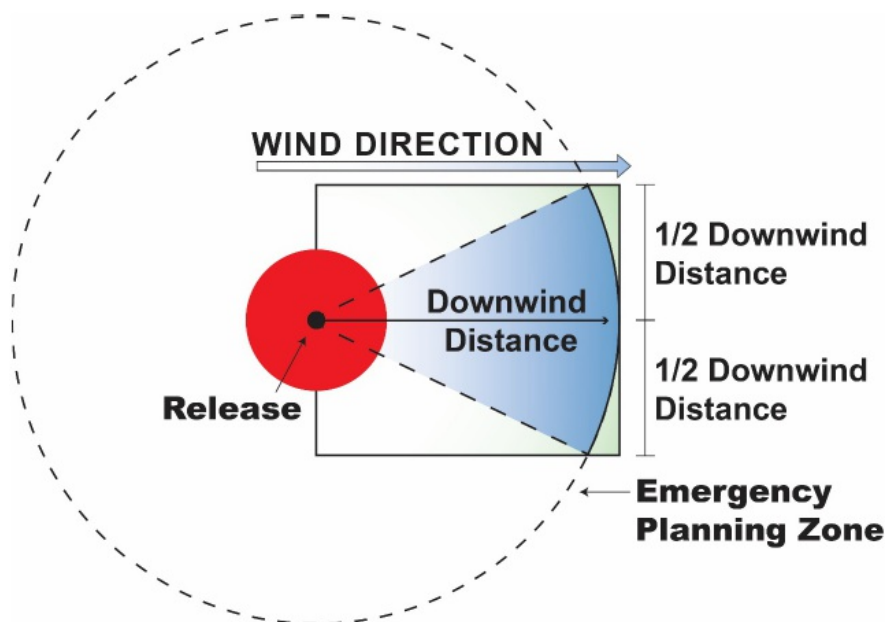 WIND DIRECTION
1/2 Downwind
Distance
Downwind
Distance
1/2 Downwind
Distance
Release
Emergency
Planning Zone